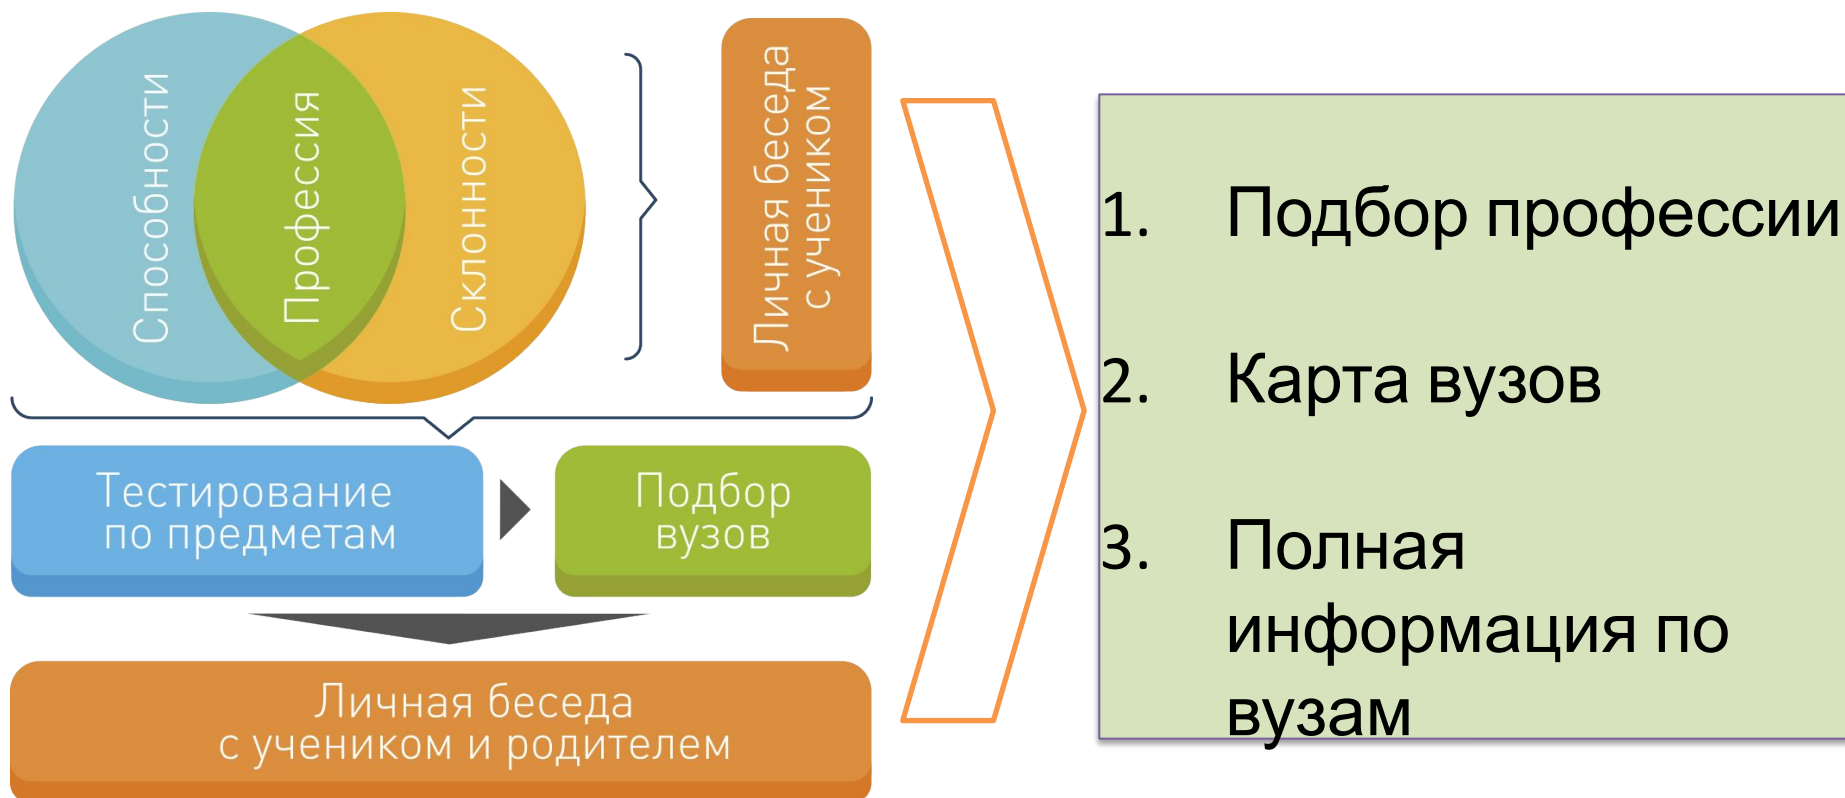 Способности
Профессия
Склонности
Личная беседа
с учеником
Тестирование
по предметам
Подбор
вузов
Личная беседа
с учеником и родителем
1. Подбор профессии
2. Карта вузов
3. Полная
информация по
вузам